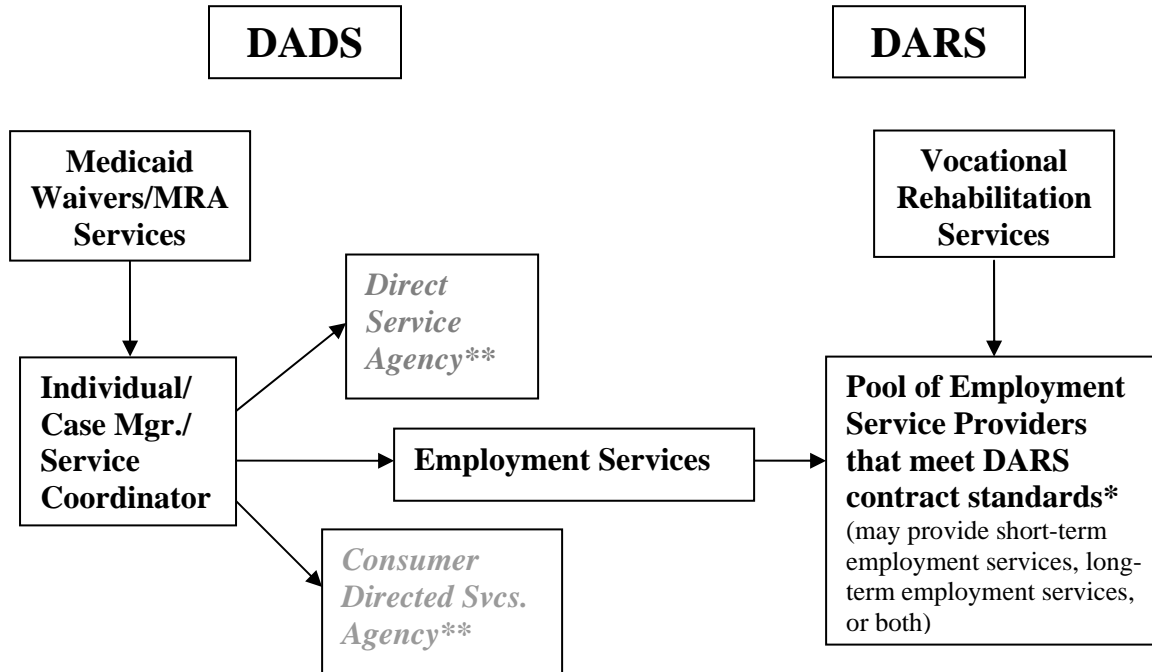 DADS
DARS
Medicaid
Waivers/MRA
Services
Vocational
Rehabilitation
Services
Direct
Service
Agency**
Individual/
Case Mgr./
Service
Coordinator
Employment Services
Pool of Employment
Service Providers
that meet DARS
contract standards*
(may provide short-term
employment services, long-
term employment services,
or both)
Consumer
Directed Svcs.
Agency**